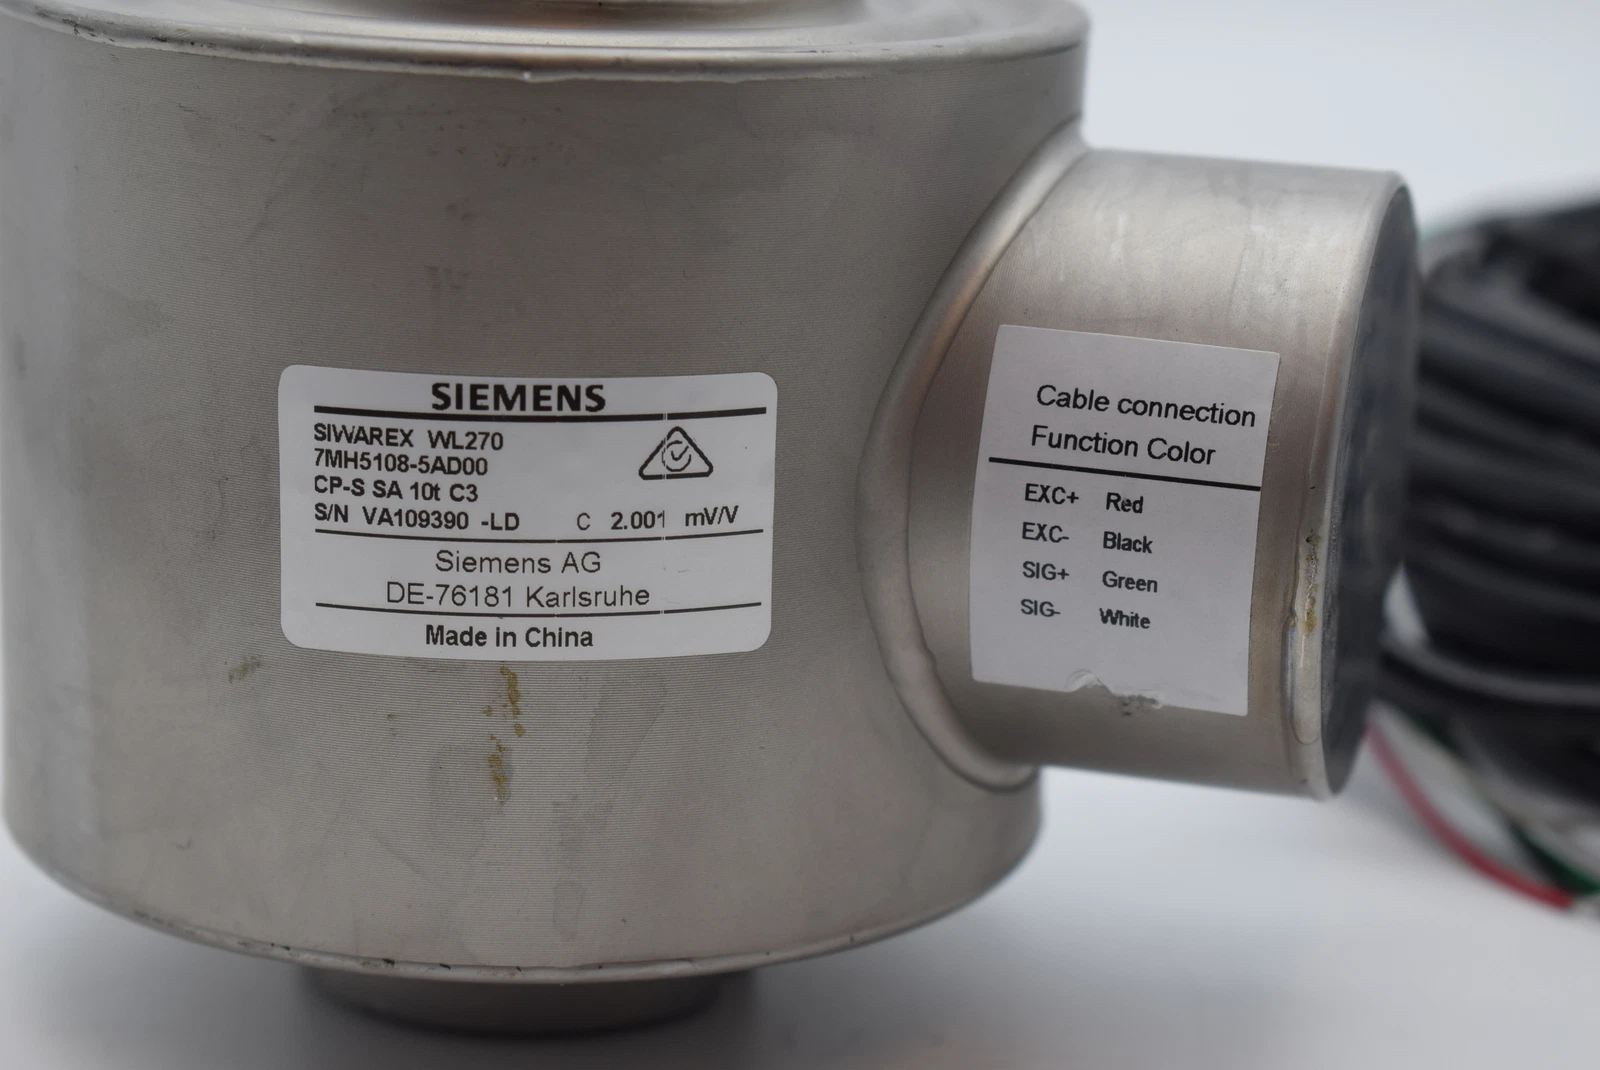 SIEMENS
SIWAREX WL270
7MH5108-5AD00
CP-S SA 10t C3
S/N VA109390 -LD C 2.001 mV/V
Siemens AG
DE-76181 Karlsruhe
Made in China
Cable connection
Function Color
EXC+ Red
EXC- Black
SIG+ Green
SIG- White